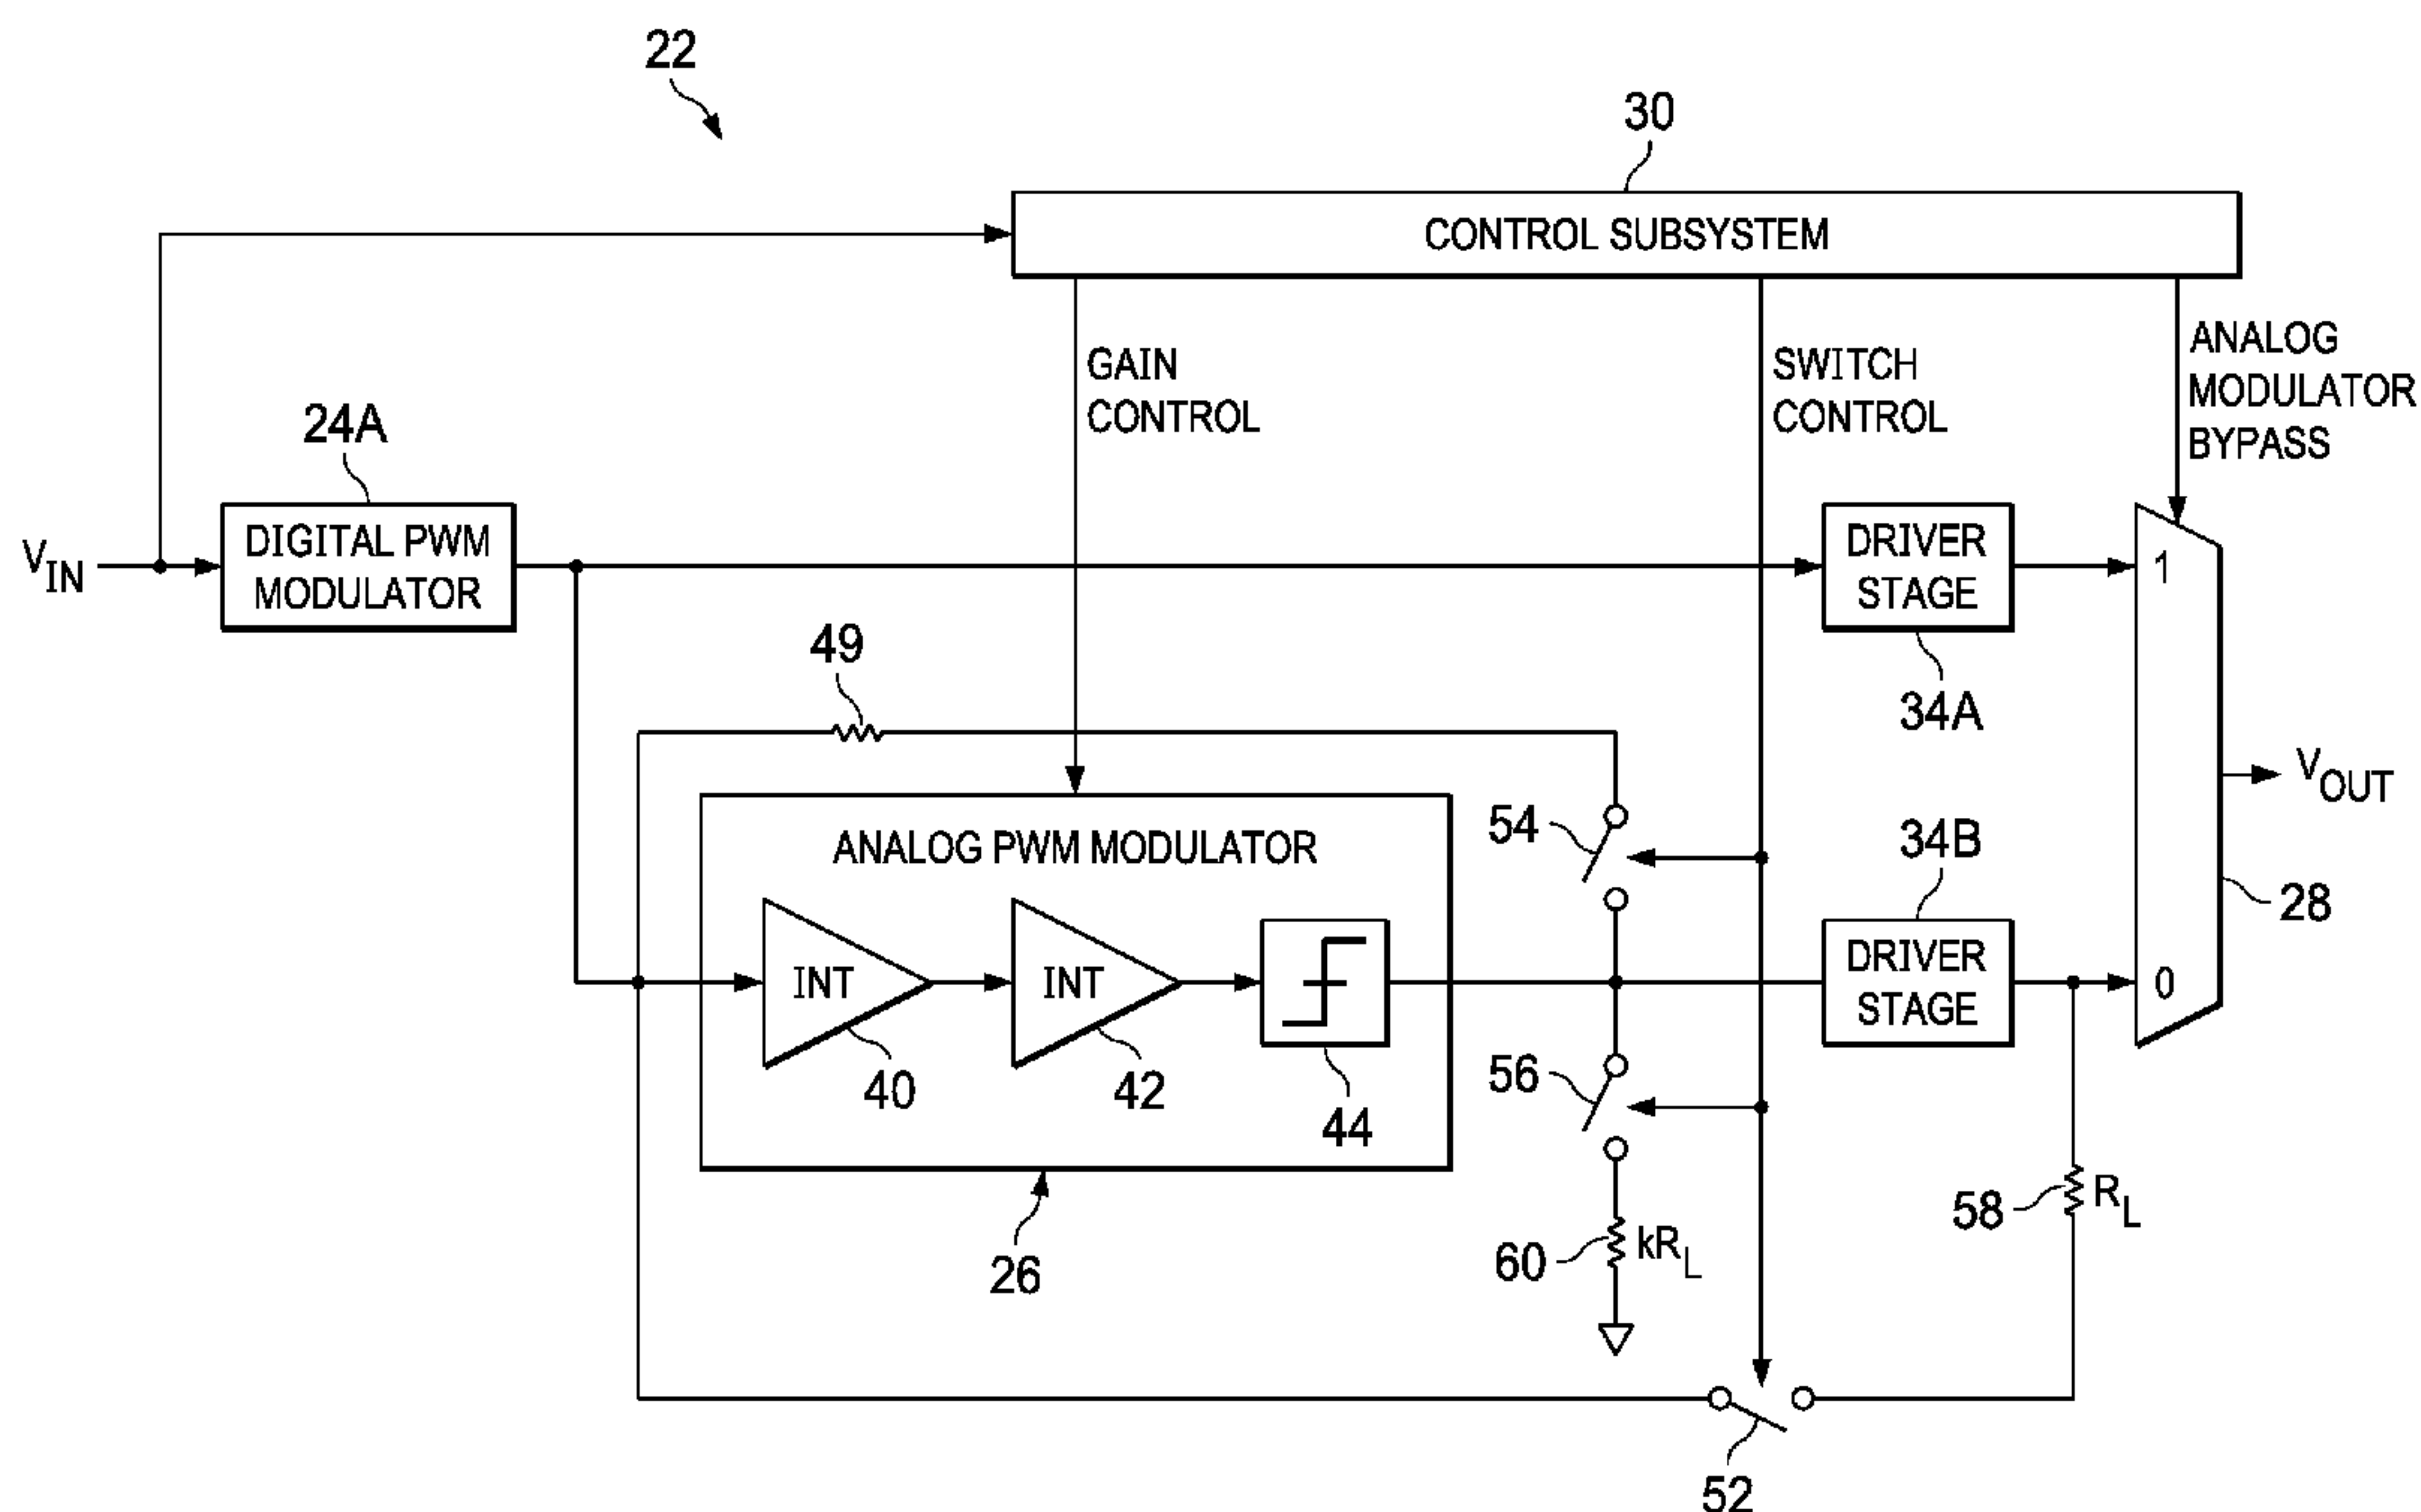 22
30
CONTROL SUBSYSTEM
GAIN
CONTROL
SWITCH
CONTROL
ANALOG
MODULATOR
BYPASS
24A
VIN
DIGITAL PWM
MODULATOR
DRIVER
STAGE
1
34A
49
VOUT
ANALOG PWM MODULATOR
54
34B
28
INT
INT
DRIVER
STAGE
0
40
42
44
56
26
60
kRL
58
RL
52